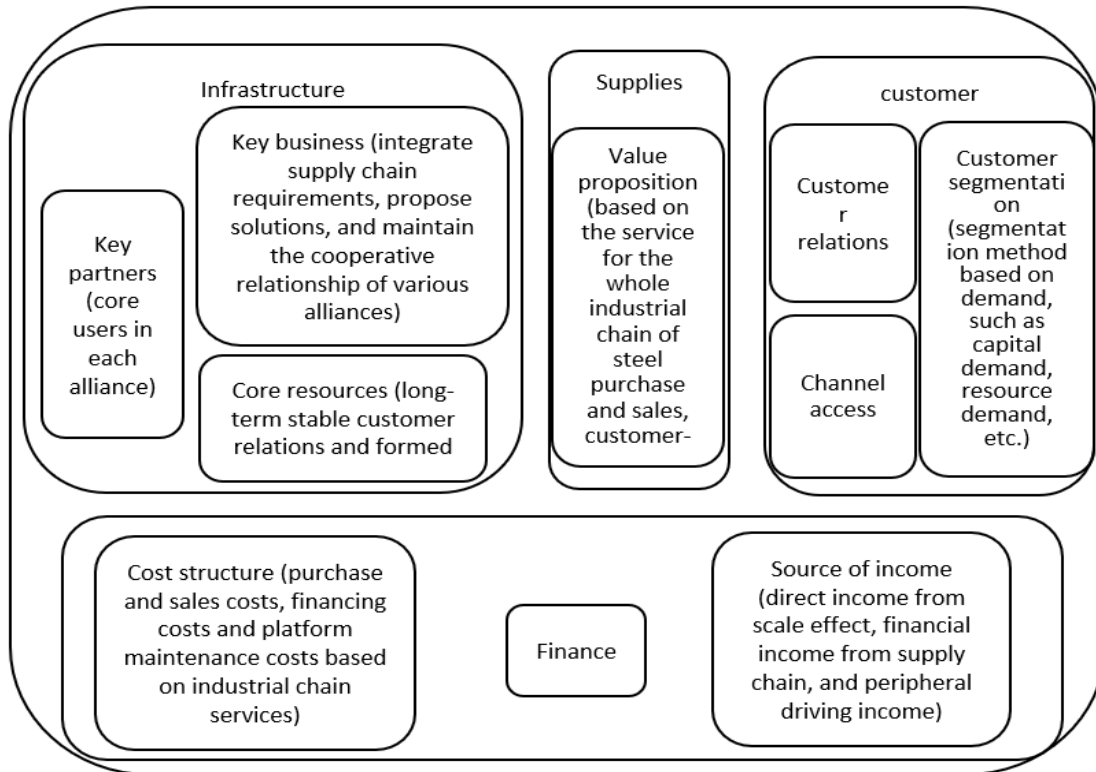 Infrastructure
Key business (integrate
supply chain
requirements, propose
solutions, and maintain
the cooperative
relationship of various
alliances)
Key
partners
(core
users in
each
alliance)
Core resources (long-
term stable customer
relations and formed
Supplies
Value
proposition
(based on
the service
for the
whole
industrial
chain of
steel
purchase
and sales,
customer-
customer
Custome
r
relations
Channel
access
Customer
segmentati
on
(segmentat
ion method
based on
demand,
such as
capital
demand,
resource
demand,
etc.)
Cost structure (purchase
and sales costs, financing
costs and platform
maintenance costs based
on industrial chain
services)
Finance
Source of income
(direct income from
scale effect, financial
income from supply
chain, and peripheral
driving income)